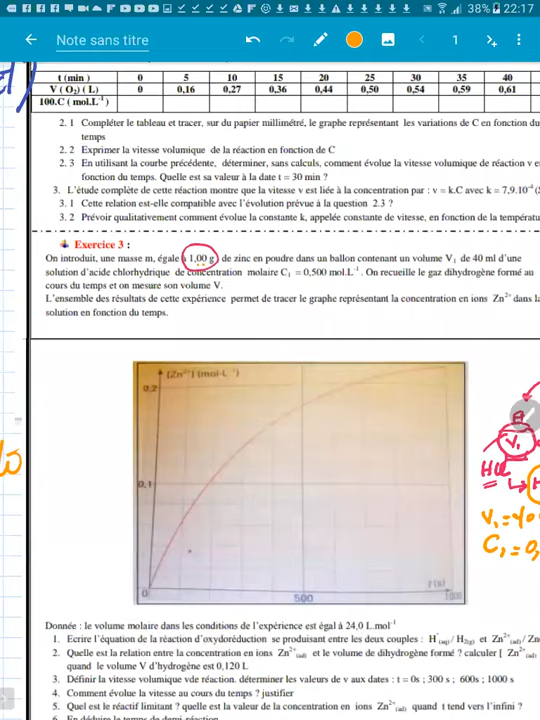 38% 22:17
Note sans titre
1
t (min ) 0 5 10 15 20 25 30 35 40
V ( O₂) ( L) 0 0,16 0,27 0,36 0,44 0,50 0,54 0,59 0,61
100.C ( mol.L⁻¹ )
2. 1 Compléter le tableau et tracer, sur du papier millimétré, le graphe représentant les variations de C en fonction du
temps
2. 2 Exprimer la vitesse volumique de la réaction en fonction de C
2. 3 En utilisant la courbe précédente, déterminer, sans calculs, comment évolue la vitesse volumique de réaction v e
fonction du temps. Quelle est sa valeur à la date t = 30 min ?
3. L'étude complète de cette réaction montre que la vitesse v est liée à la concentration par : v = k.C avec k = 7,9.10⁻⁴
3. 1 Cette relation est-elle compatible avec l'évolution prévue à la question 2.3 ?
3. 2 Prévoir qualitativement comment évolue la constante k, appelée constante de vitesse, en fonction de la températu
Exercice 3 :
On introduit, une masse m, égale à 1,00 g, de zinc en poudre dans un ballon contenant un volume V₁ de 40 ml d'une
solution d'acide chlorhydrique de concentration molaire C₁ = 0,500 mol.L⁻¹ . On recueille le gaz dihydrogène formé au
cours du temps et on mesure son volume V.
L'ensemble des résultats de cette expérience permet de tracer le graphe représentant la concentration en ions Zn²⁺ dans la
solution en fonction du temps.
[Zn²⁺] (mol·L⁻¹)
0,2
0,1
0
500
t (s)
1000
V₁
HCl
V₁ = 40
C₁ = 0,
Donnée : le volume molaire dans les conditions de l'expérience est égal à 24,0 L.mol⁻¹
1. Ecrire l'équation de la réaction d'oxydoréduction se produisant entre les deux couples : H⁺(aq)/ H₂(g) et Zn²⁺(aq) / Zn
2. Quelle est la relation entre la concentration en ions Zn²⁺(aq) et le volume de dihydrogène formé ? calculer [ Zn²⁺(aq)
quand le volume V d'hydrogène est 0,120 L
3. Définir la vitesse volumique vde réaction. déterminer les valeurs de v aux dates : t = 0s ; 300 s ; 600s ; 1000 s
4. Comment évolue la vitesse au cours du temps ? justifier
5. Quel est le réactif limitant ? quelle est la valeur de la concentration en ions Zn²⁺(aq) quand t tend vers l'infini ?
6. En déduire le temps de demi-réaction